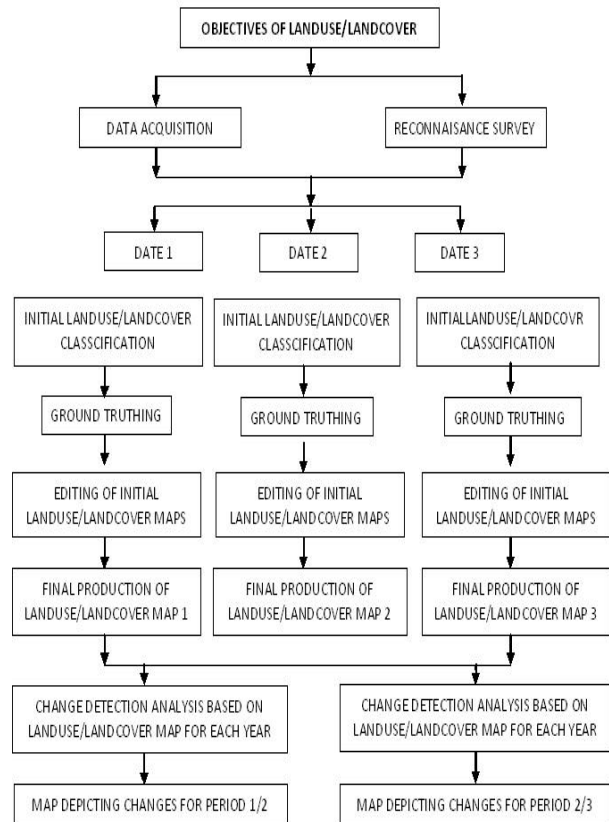 OBJECTIVES OF LANDUSE/LANDCOVER
DATA ACQUISITION
RECONNAISANCE SURVEY
DATE 1
DATE 2
DATE 3
INITIAL LANDUSE/LANDCOVER
CLASSCIFICATION
INITIAL LANDUSE/LANDCOVER
CLASSCIFICATION
INITIALLANDUSE/LANDCOVR
CLASSCIFICATION
GROUND TRUTHING
GROUND TRUTHING
GROUND TRUTHING
EDITING OF INITIAL
LANDUSE/LANDCOVER MAPS
EDITING OF INITIAL
LANDUSE/LANDCOVER MAPS
EDITING OF INITIAL
LANDUSE/LANDCOVER MAPS
FINAL PRODUCTION OF
LANDUSE/LANDCOVER MAP 1
FINAL PRODUCTION OF
LANDUSE/LANDCOVER MAP 2
FINAL PRODUCTION OF
LANDUSE/LANDCOVER MAP 3
CHANGE DETECTION ANALYSIS BASED ON
LANDUSE/LANDCOVER MAP FOR EACH YEAR
CHANGE DETECTION ANALYSIS BASED ON
LANDUSE/LANDCOVER MAP FOR EACH YEAR
MAP DEPICTING CHANGES FOR PERIOD 1/2
MAP DEPICTING CHANGES FOR PERIOD 2/3